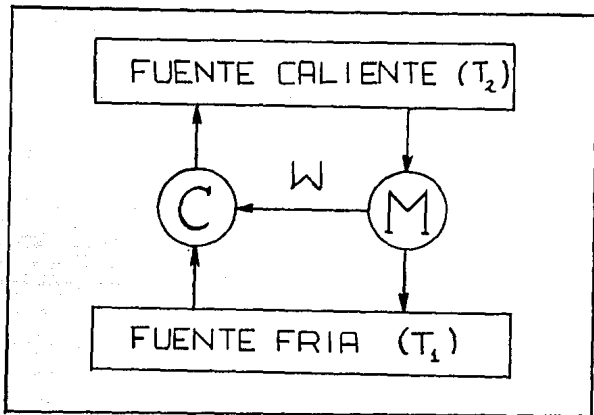 FUENTE CALIENTE (T₂)
W
C
M
FUENTE FRIA (T₁)